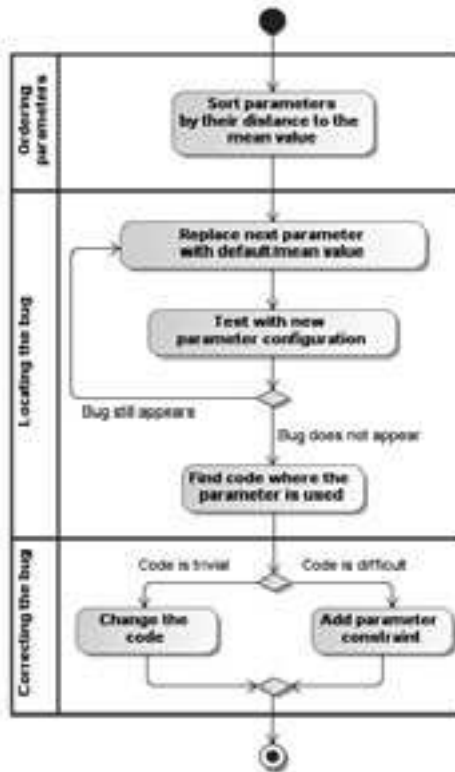 Ordering
parameters
Sort parameters
by their distance to the
mean value
Locating the bug
Replace next parameter
with default/mean value
Test with new
parameter configuration
Bug still appears
Bug does not appear
Find code where the
parameter is used
Correcting the bug
Code is trivial
Code is difficult
Change the
code
Add parameter
constraint